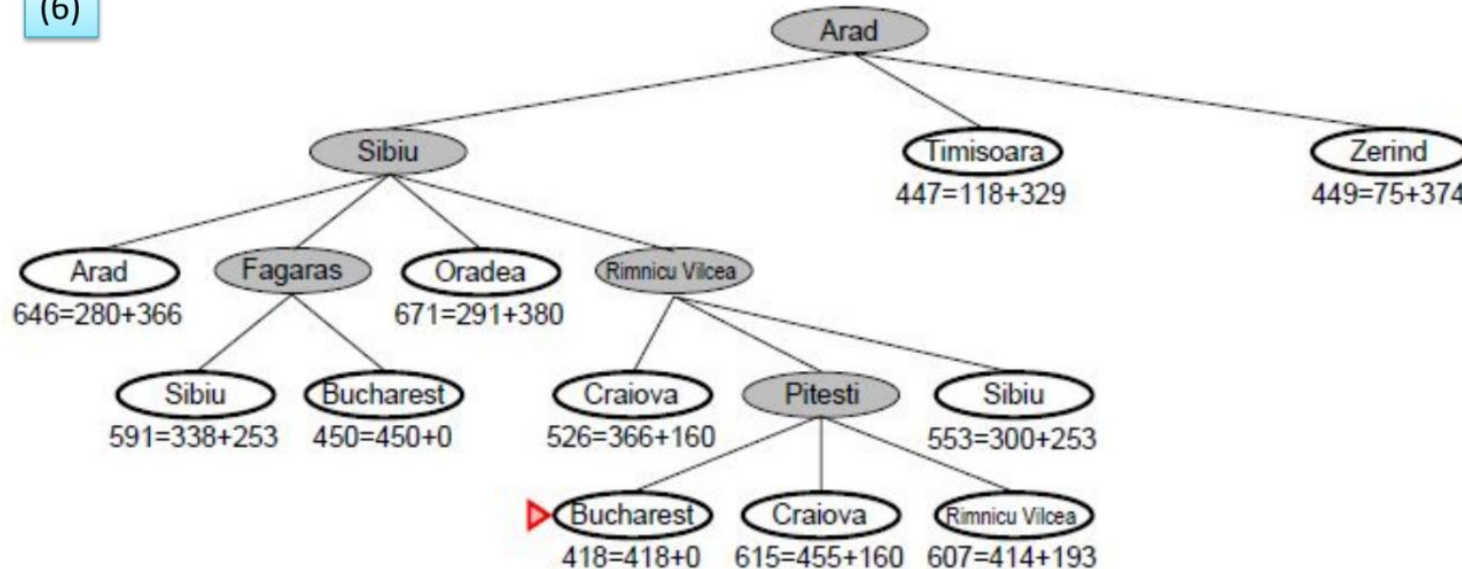 (6)
Arad
Sibiu
Timisoara
447=118+329
Zerind
449=75+374
Arad
646=280+366
Fagaras
Oradea
671=291+380
Rimnicu Vilcea
Sibiu
591=338+253
Bucharest
450=450+0
Craiova
526=366+160
Pitesti
Sibiu
553=300+253
Bucharest
418=418+0
Craiova
615=455+160
Rimnicu Vilcea
607=414+193